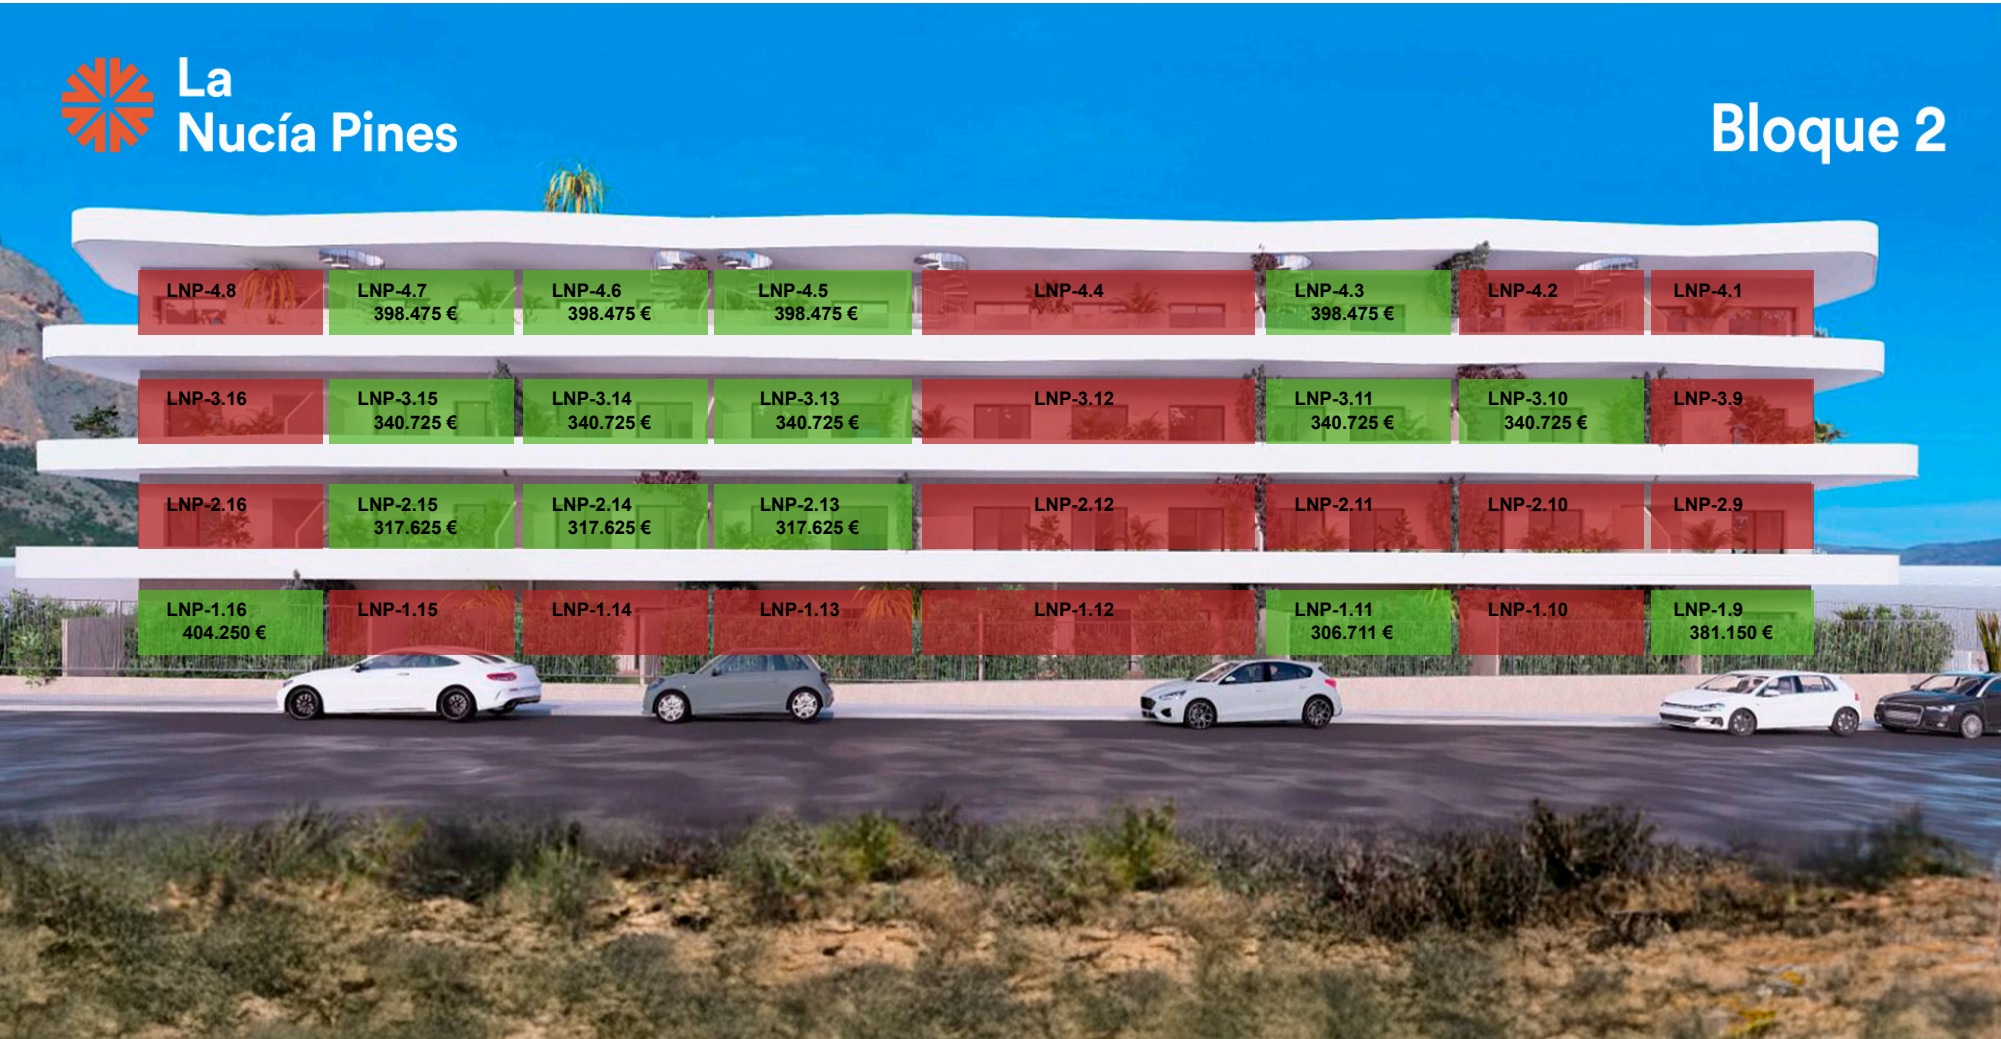 La
Nucía Pines
Bloque 2
LNP-4.8
LNP-4.7
398.475 €
LNP-4.6
398.475 €
LNP-4.5
398.475 €
LNP-4.4
LNP-4.3
398.475 €
LNP-4.2
LNP-4.1
LNP-3.16
LNP-3.15
340.725 €
LNP-3.14
340.725 €
LNP-3.13
340.725 €
LNP-3.12
LNP-3.11
340.725 €
LNP-3.10
340.725 €
LNP-3.9
LNP-2.16
LNP-2.15
317.625 €
LNP-2.14
317.625 €
LNP-2.13
317.625 €
LNP-2.12
LNP-2.11
LNP-2.10
LNP-2.9
LNP-1.16
404.250 €
LNP-1.15
LNP-1.14
LNP-1.13
LNP-1.12
LNP-1.11
306.711 €
LNP-1.10
LNP-1.9
381.150 €